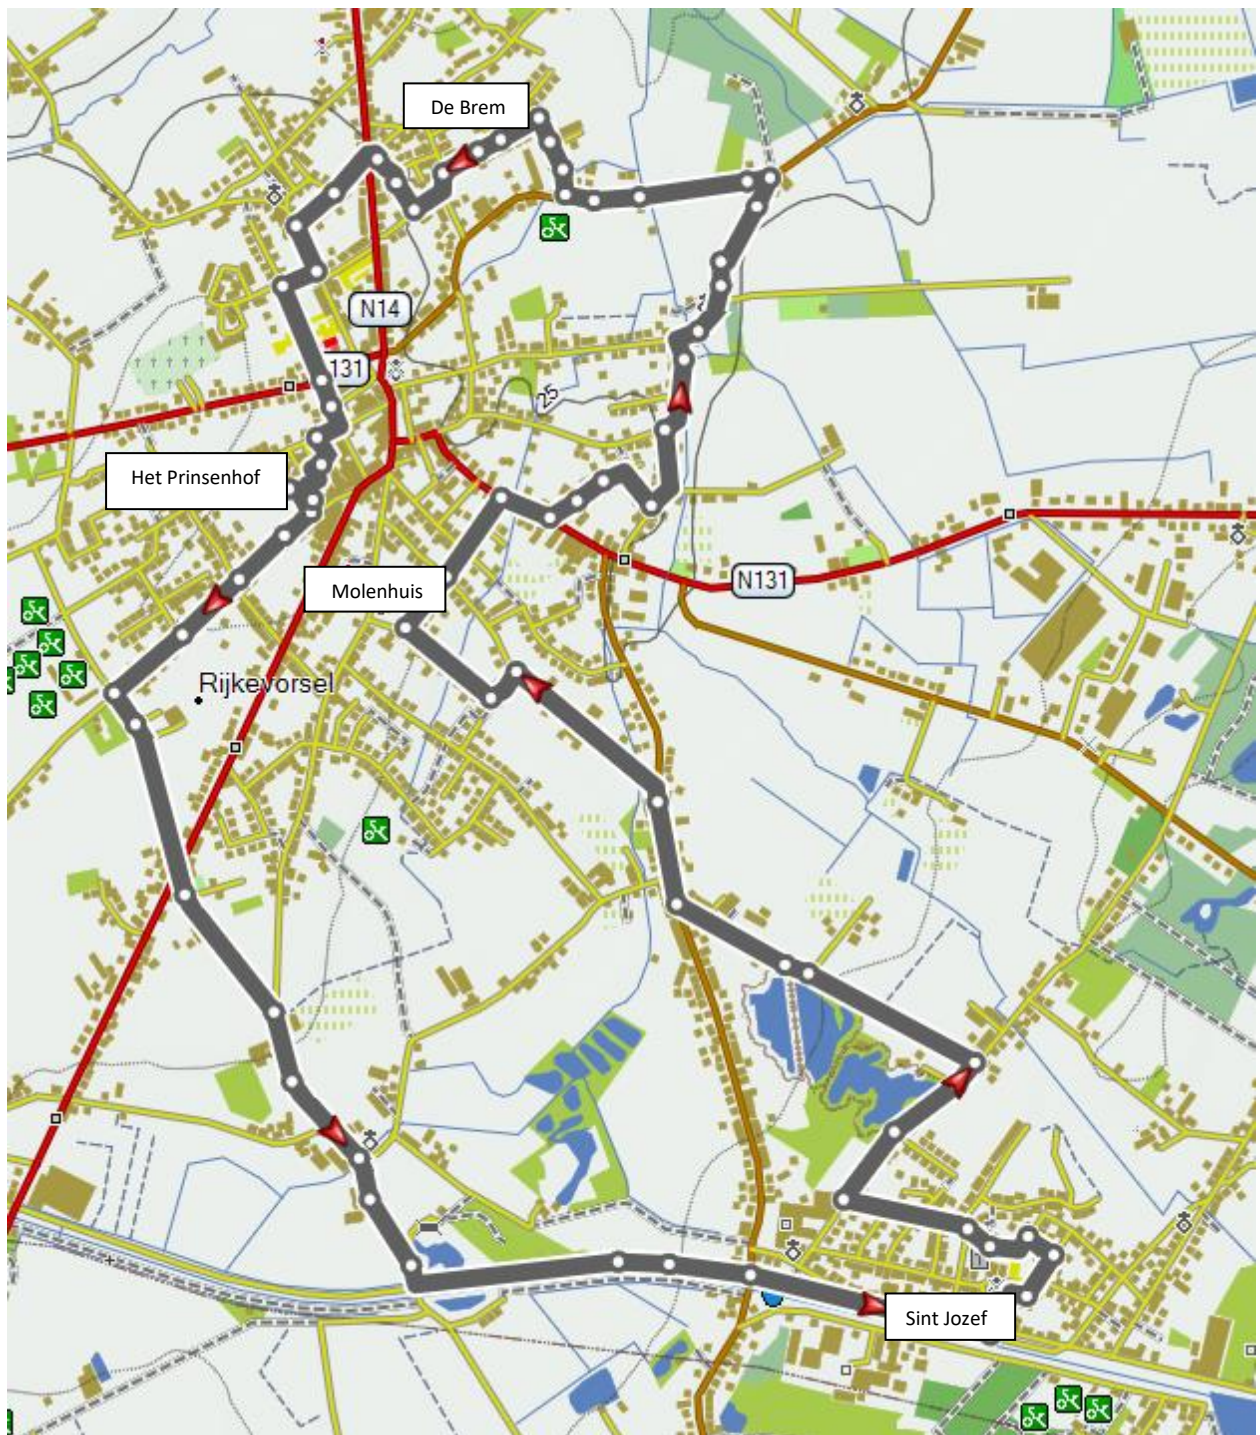 De Brem
N14
131
25
Het Prinsenhof
N131
Molenhuis
Rijkevorsel
Sint Jozef